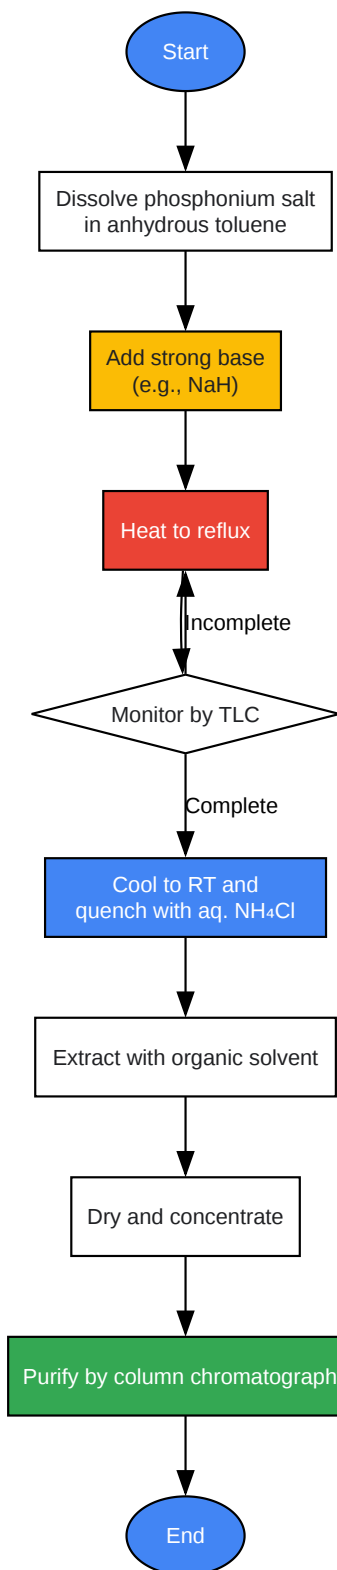 Start
Dissolve phosphonium salt
in anhydrous toluene
Add strong base
(e.g., NaH)
Heat to reflux
Incomplete
Monitor by TLC
Complete
Cool to RT and
quench with aq. NH₄Cl
Extract with organic solvent
Dry and concentrate
Purify by column chromatograph
End